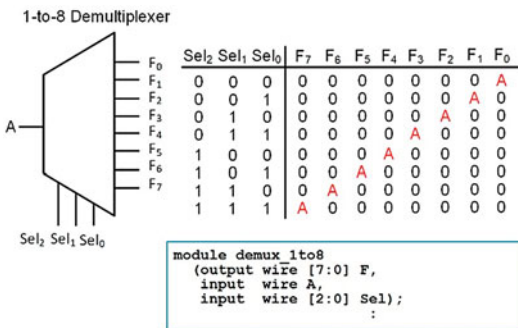 1-to-8 Demultiplexer
A
F0
F1
F2
F3
F4
F5
F6
F7
Sel2 Sel1 Sel0
Sel2 Sel1 Sel0 F7 F6 F5 F4 F3 F2 F1 F0
0 0 0 0 0 0 0 0 0 0 A
0 0 1 0 0 0 0 0 0 A 0
0 1 0 0 0 0 0 0 A 0 0
0 1 1 0 0 0 0 A 0 0 0
1 0 0 0 0 0 A 0 0 0 0
1 0 1 0 0 A 0 0 0 0 0
1 1 0 0 A 0 0 0 0 0 0
1 1 1 A 0 0 0 0 0 0 0
module demux_1to8
(output wire [7:0] F,
input wire A,
input wire [2:0] Sel);
: